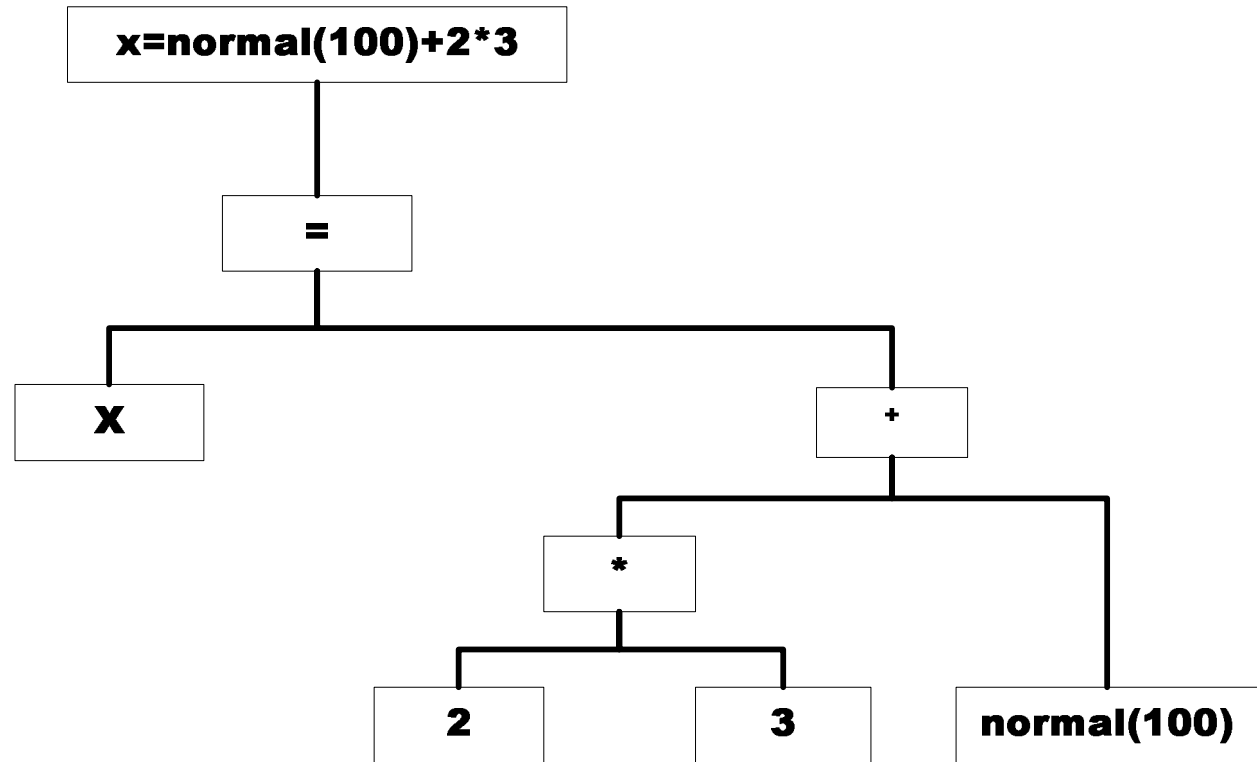 x=normal(100)+2*3
=
x
+
*
2
3
normal(100)